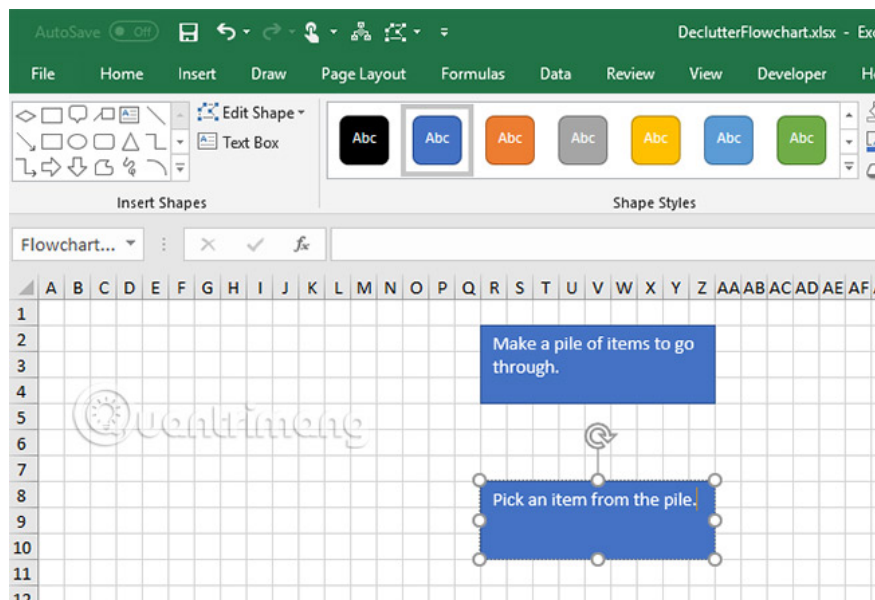 AutoSave Off DeclutterFlowchart.xlsx - Exc
File Home Insert Draw Page Layout Formulas Data Review View Developer H
Edit Shape Abc Abc Abc Abc Abc Abc Abc
Text Box
Insert Shapes Shape Styles
Flowchart... fx
A B C D E F G H I J K L M N O P Q R S T U V W X Y Z AA AB AC AD AE AF
1
2 Make a pile of items to go
3 through.
4
5 Quantrimang
6
7
8 Pick an item from the pile.
9
10
11
12